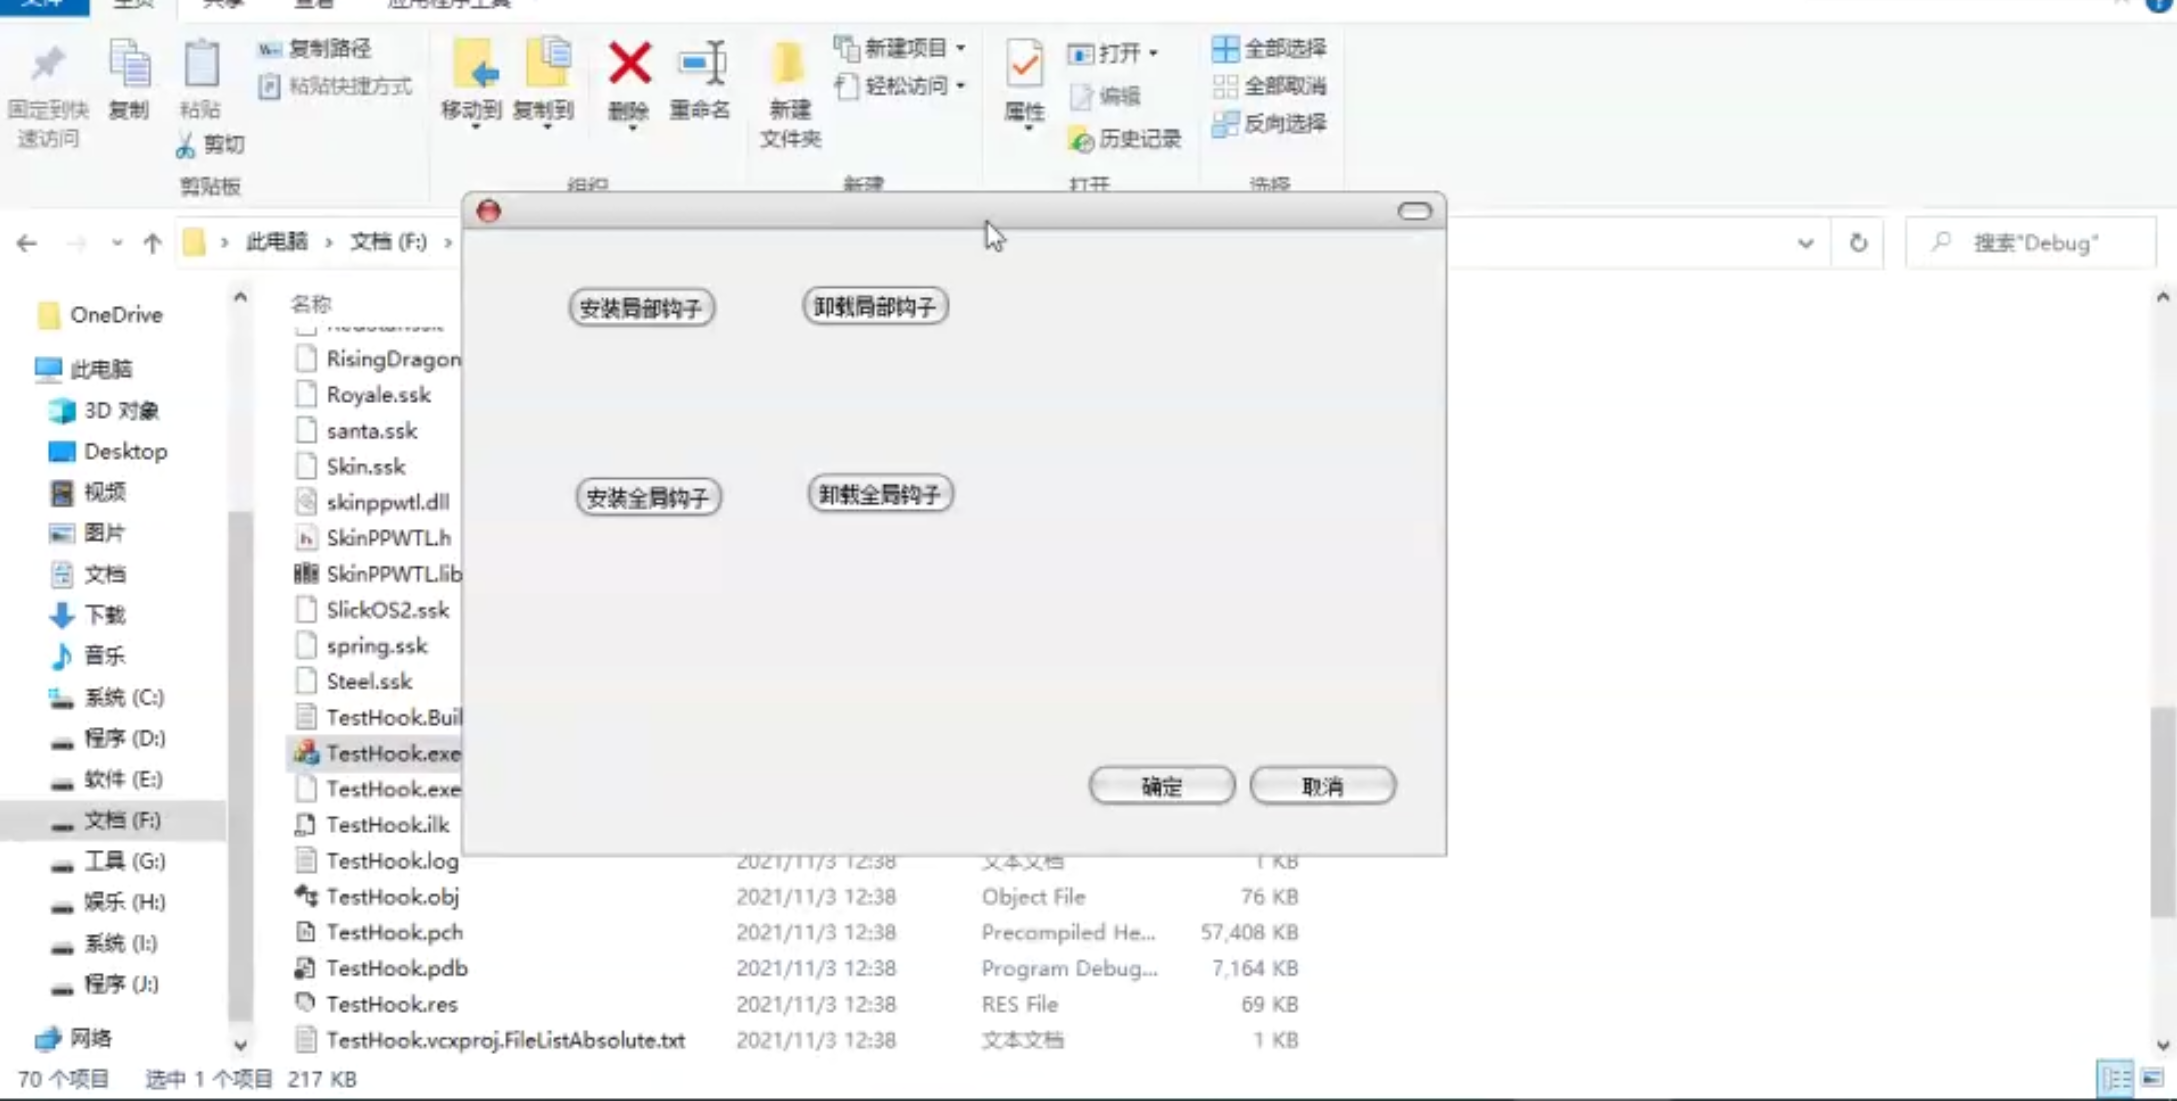 文件 主页 共享 查看 应用程序工具
固定到快速访问
复制
粘贴
复制路径
粘贴快捷方式
剪切
剪贴板
移动到
复制到
删除
重命名
组织
新建文件夹
新建项目
轻松访问
新建
属性
打开
编辑
历史记录
打开
全部选择
全部取消
反向选择
选择
此电脑 文档 (F:)
搜索"Debug"
OneDrive
此电脑
3D 对象
Desktop
视频
图片
文档
下载
音乐
系统 (C:)
程序 (D:)
软件 (E:)
文档 (F:)
工具 (G:)
娱乐 (H:)
系统 (I:)
程序 (J:)
网络
名称
RisingDragon
Royale.ssk
santa.ssk
Skin.ssk
skinppwtl.dll
SkinPPWTL.h
SkinPPWTL.lib
SlickOS2.ssk
spring.ssk
Steel.ssk
TestHook.Buil
TestHook.exe
TestHook.exe
TestHook.ilk
TestHook.log 2021/11/3 12:38 文本文档 1 KB
TestHook.obj 2021/11/3 12:38 Object File 76 KB
TestHook.pch 2021/11/3 12:38 Precompiled He... 57,408 KB
TestHook.pdb 2021/11/3 12:38 Program Debug... 7,164 KB
TestHook.res 2021/11/3 12:38 RES File 69 KB
TestHook.vcxproj.FileListAbsolute.txt 2021/11/3 12:38 文本文档 1 KB
安装局部钩子 卸载局部钩子
安装全局钩子 卸载全局钩子
确定 取消
70 个项目 选中 1 个项目 217 KB